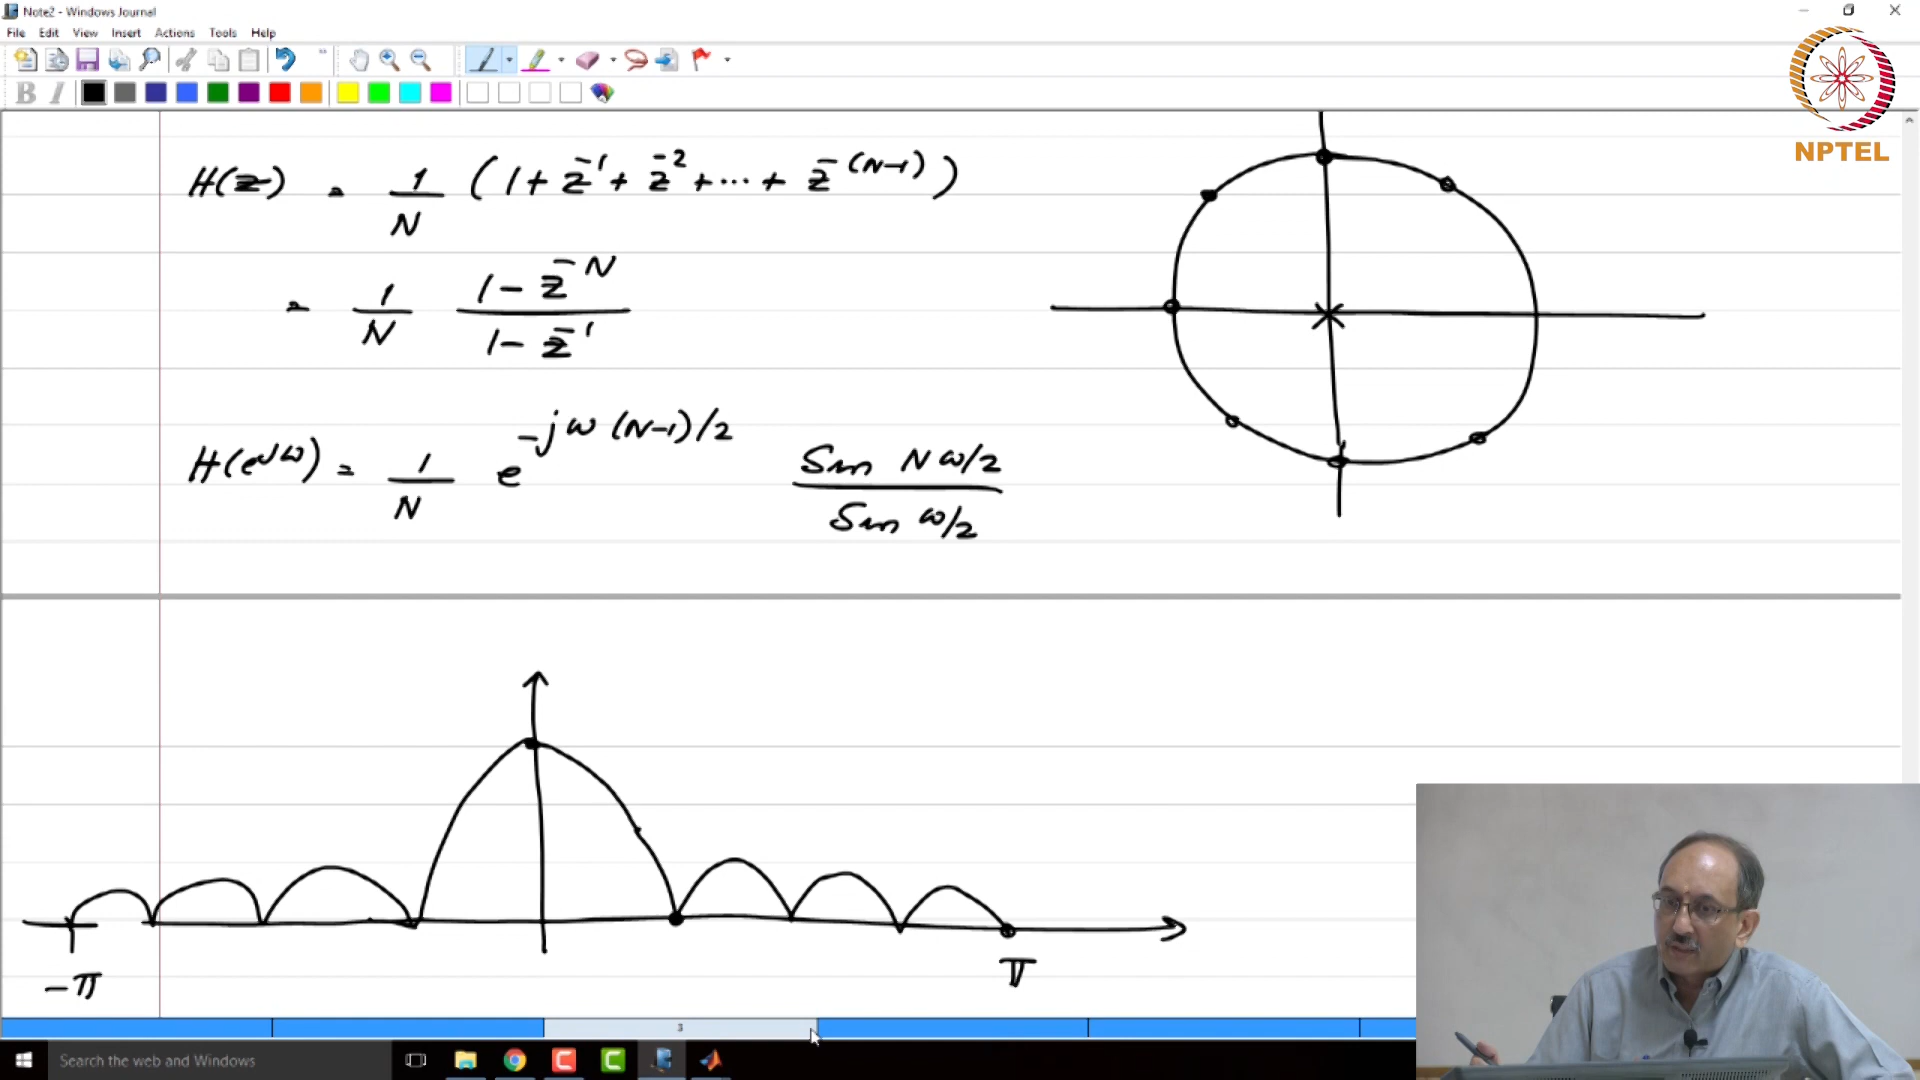 Note2 - Windows Journal
File Edit View Insert Actions Tools Help
B I
NPTEL
H(z) = 1/N (1 + z^-1 + z^-2 + ... + z^-(N-1))
= 1/N (1 - z^-N)/(1 - z^-1)
H(e^jω) = 1/N e^-jω(N-1)/2 Sin Nω/2 / Sin ω/2
-π π
3
Search the web and Windows